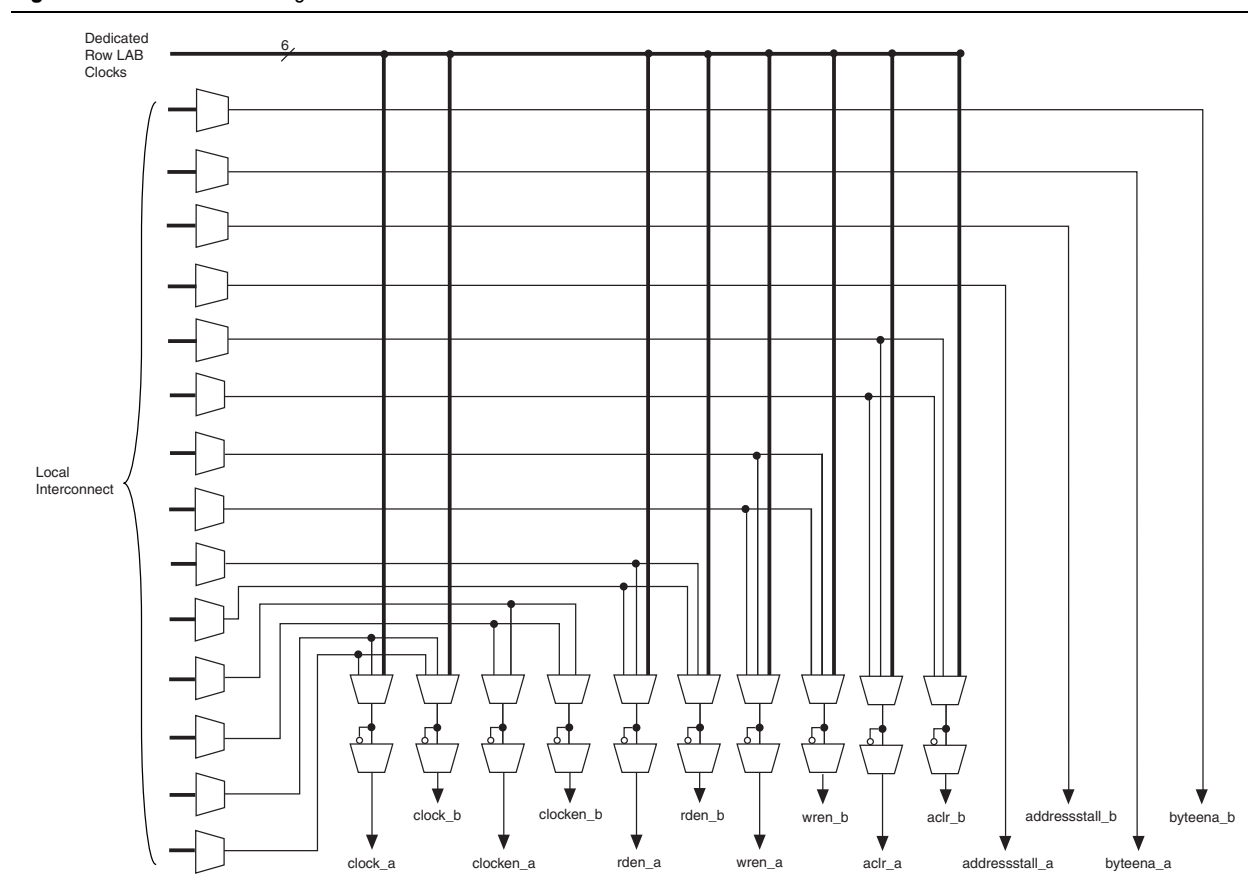 Dedicated
Row LAB
Clocks
6
Local
Interconnect
clock_b
clocken_b
rden_b
wren_b
aclr_b
addressstall_b
byteena_b
clock_a
clocken_a
rden_a
wren_a
aclr_a
addressstall_a
byteena_a